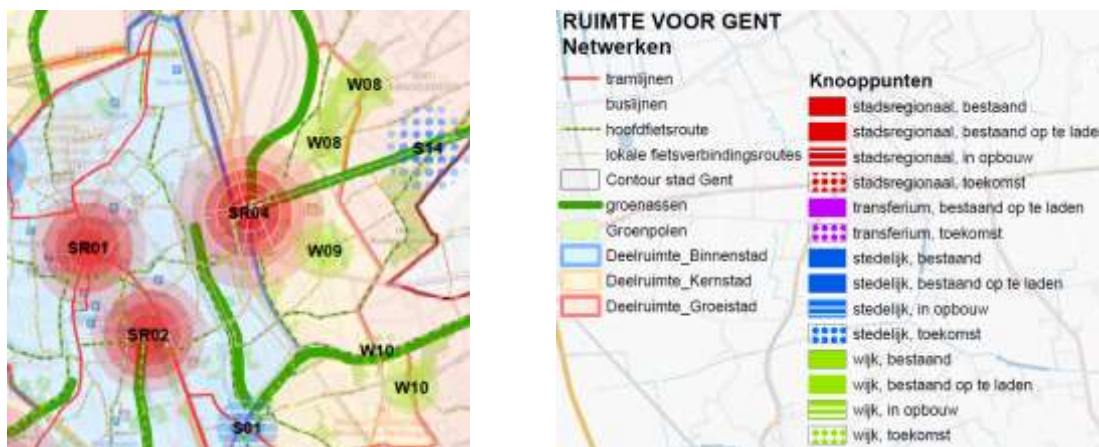 W08
W08
S14
SR04
SR01
W09
SR02
W10
W10
S01
RUIMTE VOOR GENT
Netwerken
tramlijnen
buslijnen
hoofdfietsroute
lokale fietsverbindingsroutes
Contour stad Gent
groenassen
Groenpolen
Deelruimte_Binnenstad
Deelruimte_Kernstad
Deelruimte_Groeistad
Knooppunten
stadsregionaal, bestaand
stadsregionaal, bestaand op te laden
stadsregionaal, in opbouw
stadsregionaal, toekomst
transferium, bestaand op te laden
transferium, toekomst
stedelijk, bestaand
stedelijk, bestaand op te laden
stedelijk, in opbouw
stedelijk, toekomst
wijk, bestaand
wijk, bestaand op te laden
wijk, in opbouw
wijk, toekomst